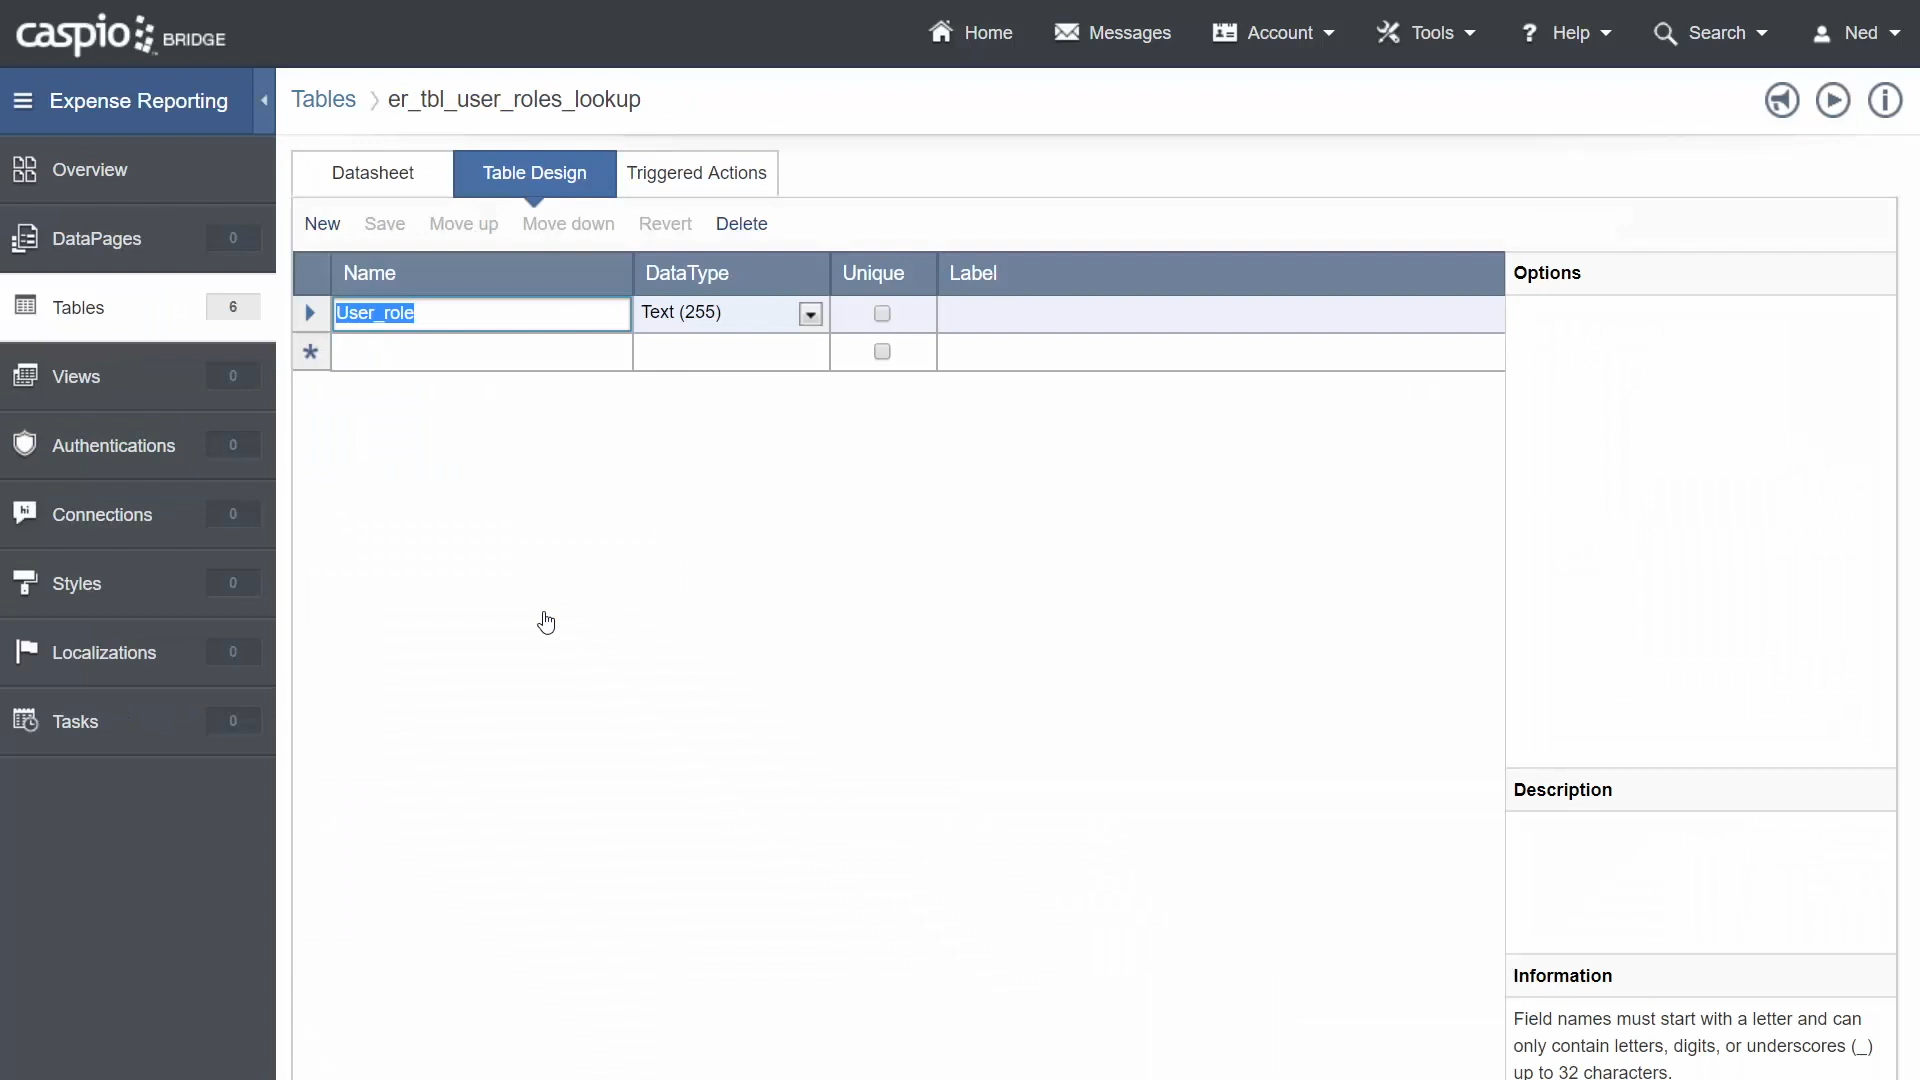 caspio BRIDGE
Home Messages Account Tools ? Help Search Ned
Expense Reporting
Tables er_tbl_user_roles_lookup
Overview
DataPages 0
Tables 6
Views 0
Authentications 0
hi Connections 0
Styles 0
Localizations 0
Tasks 0
Datasheet Table Design Triggered Actions
New Save Move up Move down Revert Delete
Name DataType Unique Label
User_role Text (255)
*
Options
Description
Information
Field names must start with a letter and can
only contain letters, digits, or underscores (_)
up to 32 characters.